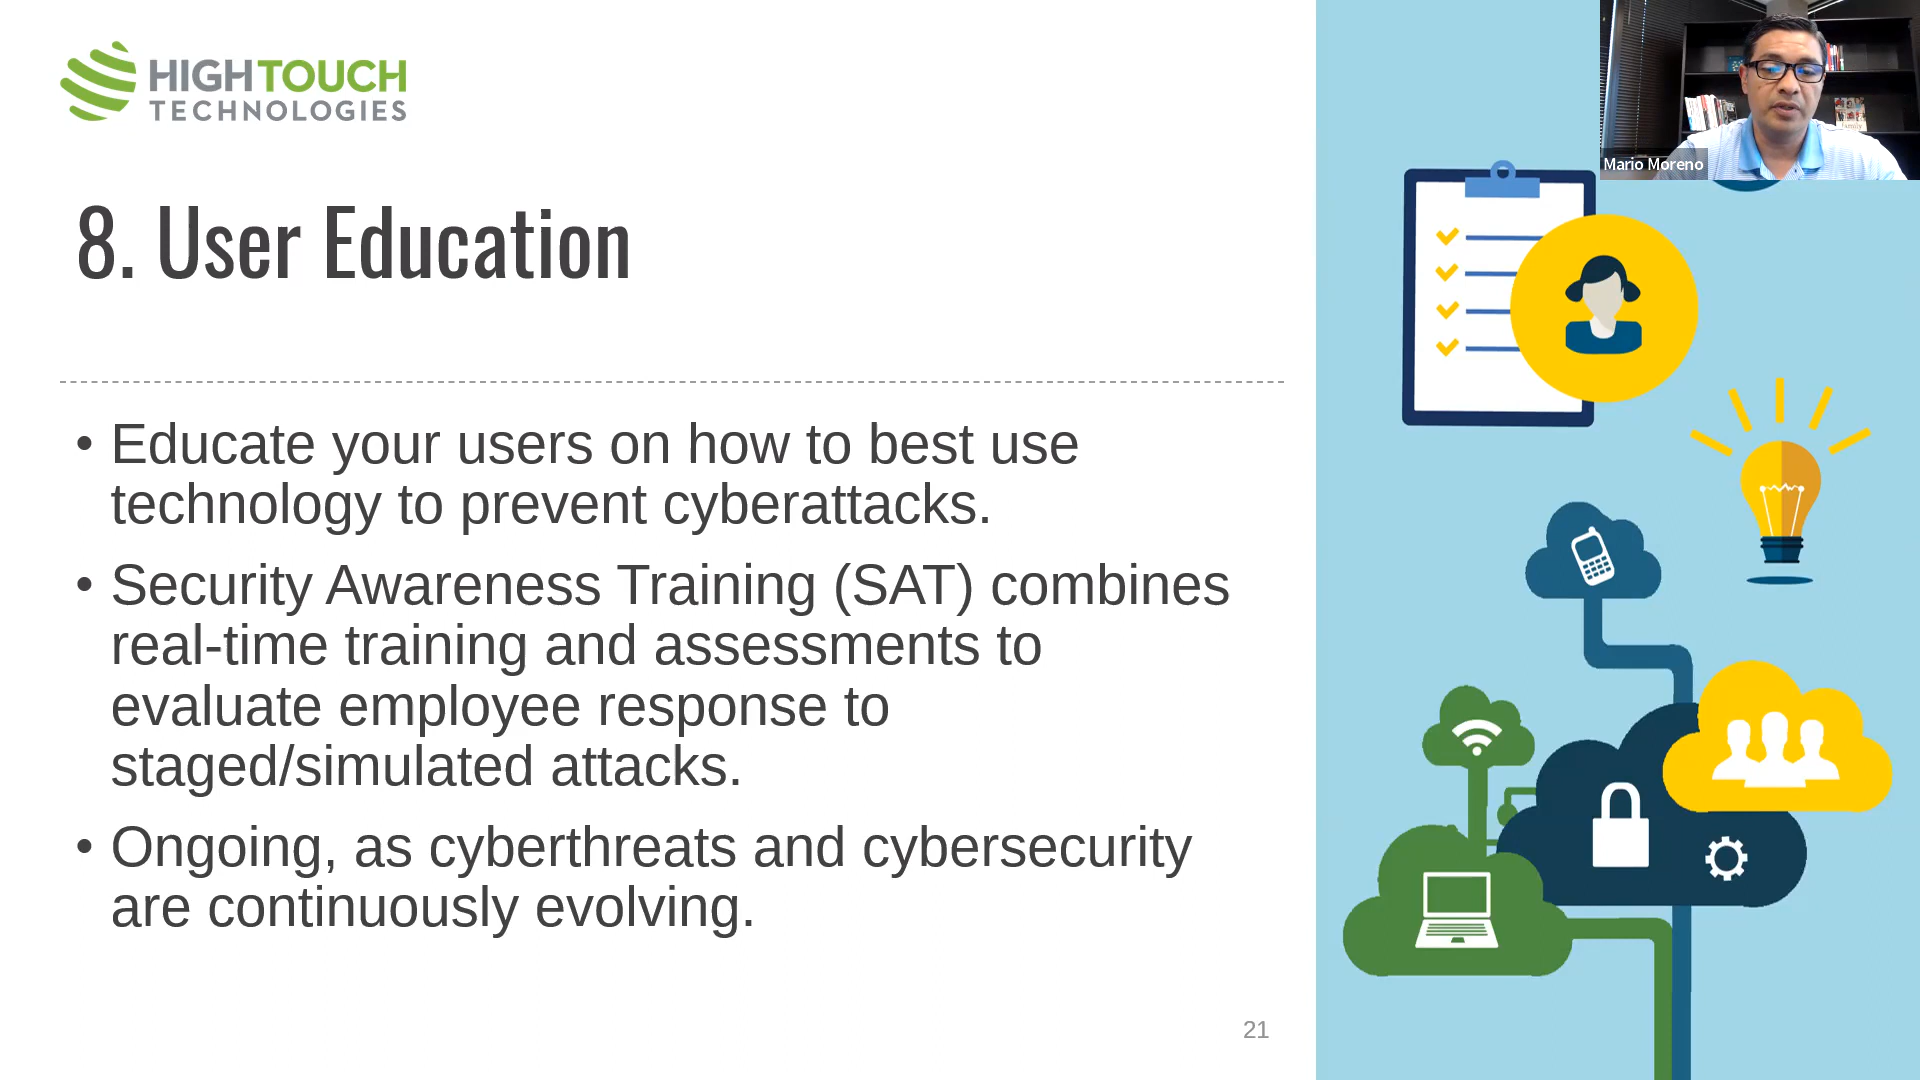 HIGHTOUCH
TECHNOLOGIES
Mario Moreno
8. User Education
• Educate your users on how to best use
technology to prevent cyberattacks.
• Security Awareness Training (SAT) combines
real-time training and assessments to
evaluate employee response to
staged/simulated attacks.
• Ongoing, as cyberthreats and cybersecurity
are continuously evolving.
21